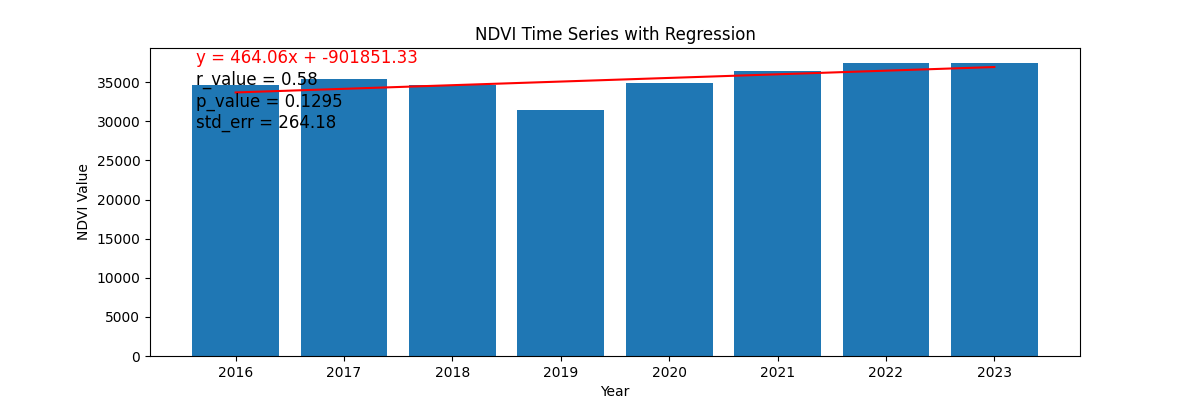 NDVI Time Series with Regression
y = 464.06x + -901851.33
r_value = 0.58
p_value = 0.1295
std_err = 264.18
NDVI Value
35000
30000
25000
20000
15000
10000
5000
0
2016 2017 2018 2019 2020 2021 2022 2023
Year